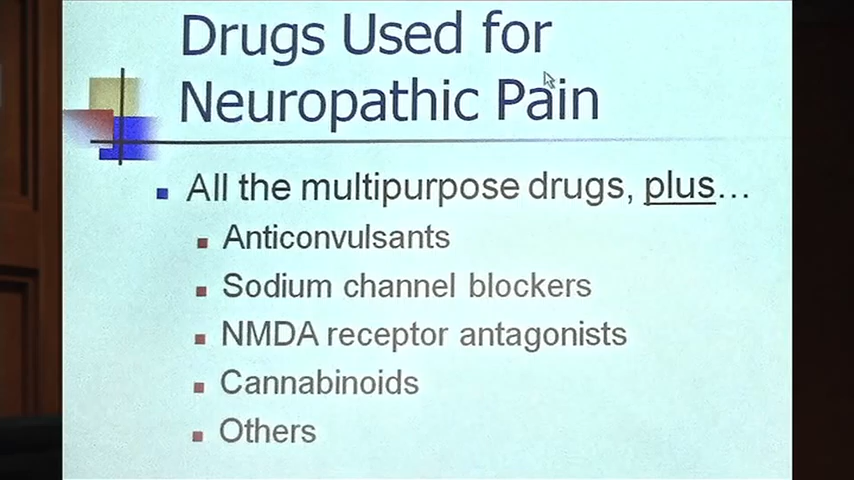 Drugs Used for
Neuropathic Pain
All the multipurpose drugs, plus…
Anticonvulsants
Sodium channel blockers
NMDA receptor antagonists
Cannabinoids
Others